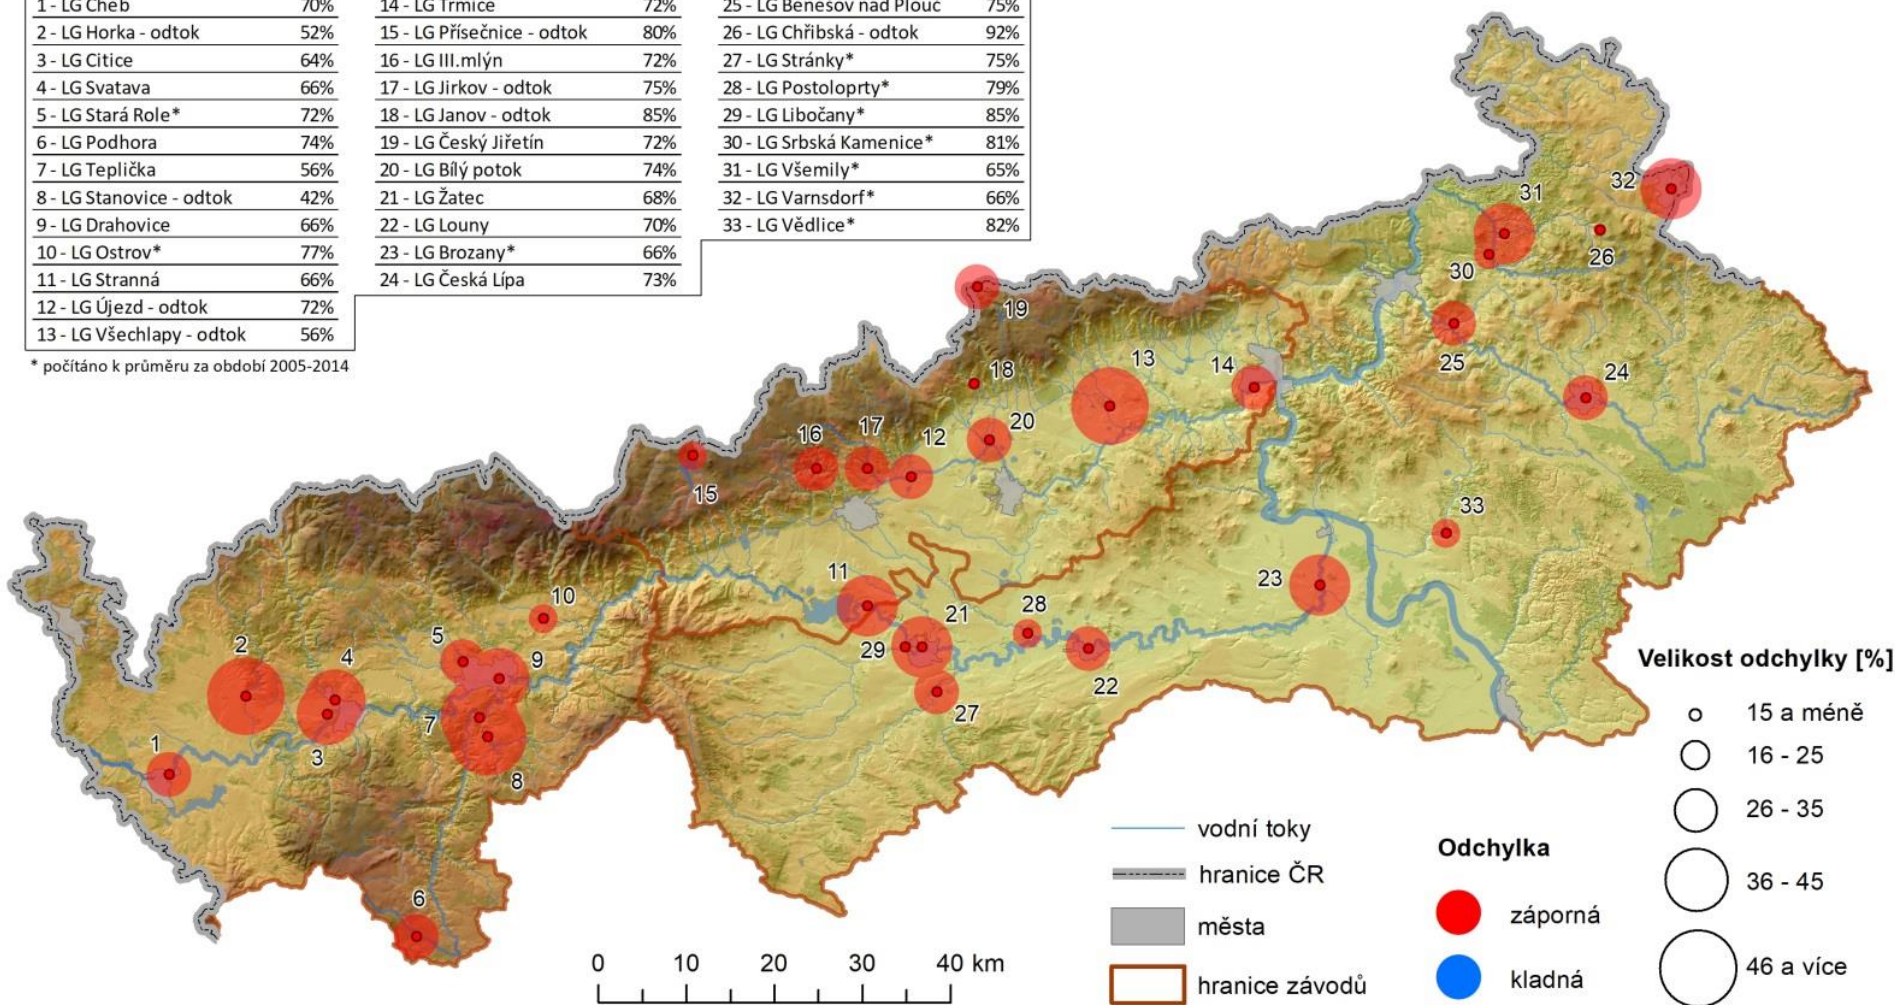 1 - LG Cheb 70%
2 - LG Horka - odtok 52%
3 - LG Citice 64%
4 - LG Svatava 66%
5 - LG Stará Role* 72%
6 - LG Podhora 74%
7 - LG Teplička 56%
8 - LG Stanovice - odtok 42%
9 - LG Drahovice 66%
10 - LG Ostrov* 77%
11 - LG Stranná 66%
12 - LG Újezd - odtok 72%
13 - LG Všechlapy - odtok 56%
14 - LG Trmice 72%
15 - LG Přísečnice - odtok 80%
16 - LG III.mlýn 72%
17 - LG Jirkov - odtok 75%
18 - LG Janov - odtok 85%
19 - LG Český Jiřetín 72%
20 - LG Bílý potok 74%
21 - LG Žatec 68%
22 - LG Louny 70%
23 - LG Brozany* 66%
24 - LG Česká Lípa 73%
25 - LG Benešov nad Plouč 75%
26 - LG Chřibská - odtok 92%
27 - LG Stránky* 75%
28 - LG Postoloprty* 79%
29 - LG Libočany* 85%
30 - LG Srbská Kamenice* 81%
31 - LG Všemily* 65%
32 - LG Varnsdorf* 66%
33 - LG Vědlice* 82%
* počítáno k průměru za období 2005-2014
32
31
26
30
19
25
13
14
18
24
20
12
17
16
15
33
23
11
10
28
21
29
5
9
2
4
22
27
7
1
3
8
6
0 10 20 30 40 km
vodní toky
hranice ČR
města
hranice závodů
Odchylka
záporná
kladná
Velikost odchylky [%]
15 a méně
16 - 25
26 - 35
36 - 45
46 a více